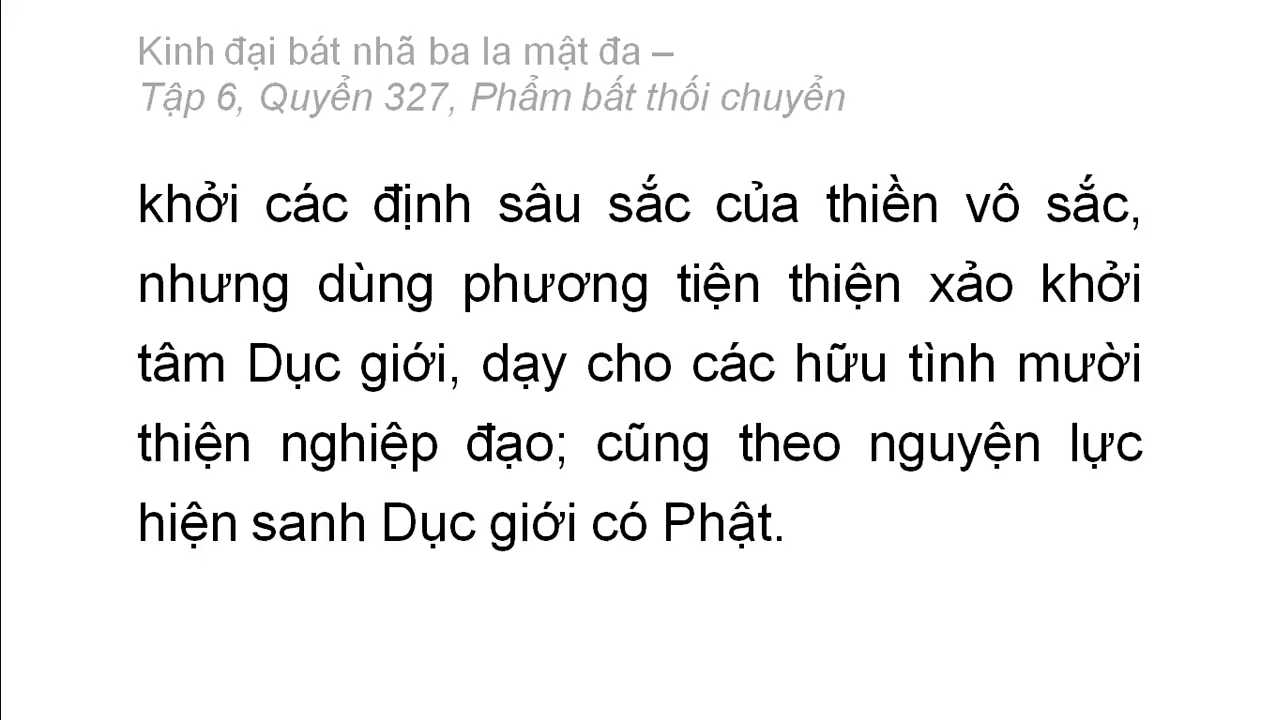 Kinh đại bát nhã ba la mật đa –
Tập 6, Quyển 327, Phẩm bất thối chuyển
khởi các định sâu sắc của thiền vô sắc,
nhưng dùng phương tiện thiện xảo khởi
tâm Dục giới, dạy cho các hữu tình mười
thiện nghiệp đạo; cũng theo nguyện lực
hiện sanh Dục giới có Phật.